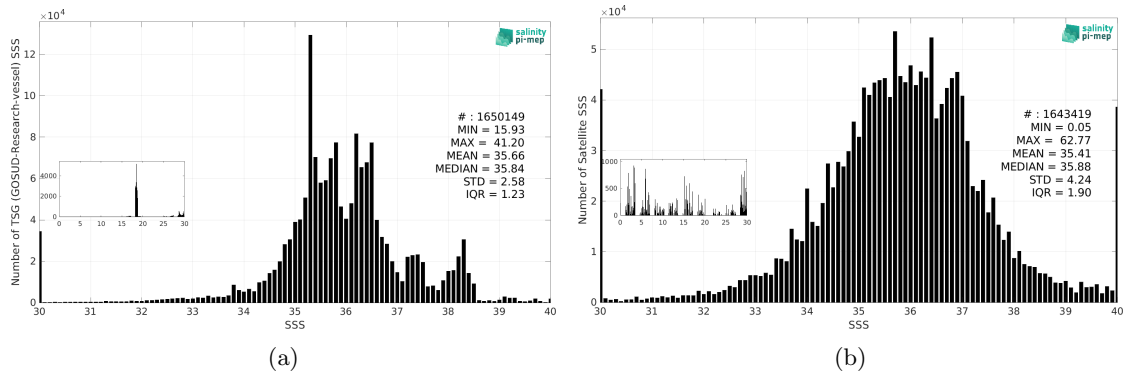 ×10⁴
12
10
8
6
4
2
0
Number of TSG (GOSUD-Research-vessel) SSS
salinity
pi-mep
# : 1650149
MIN = 15.93
MAX = 41.20
MEAN = 35.66
MEDIAN = 35.84
STD = 2.58
IQR = 1.23
4000
2000
0
0 5 10 15 20 25 30
30 31 32 33 34 35 36 37 38 39 40
SSS
(a)
×10⁴
5
4
3
2
1
0
Number of Satellite SSS
salinity
pi-mep
# : 1643419
MIN = 0.05
MAX = 62.77
MEAN = 35.41
MEDIAN = 35.88
STD = 4.24
IQR = 1.90
1000
500
0
0 5 10 15 20 25 30
30 31 32 33 34 35 36 37 38 39 40
SSS
(b)